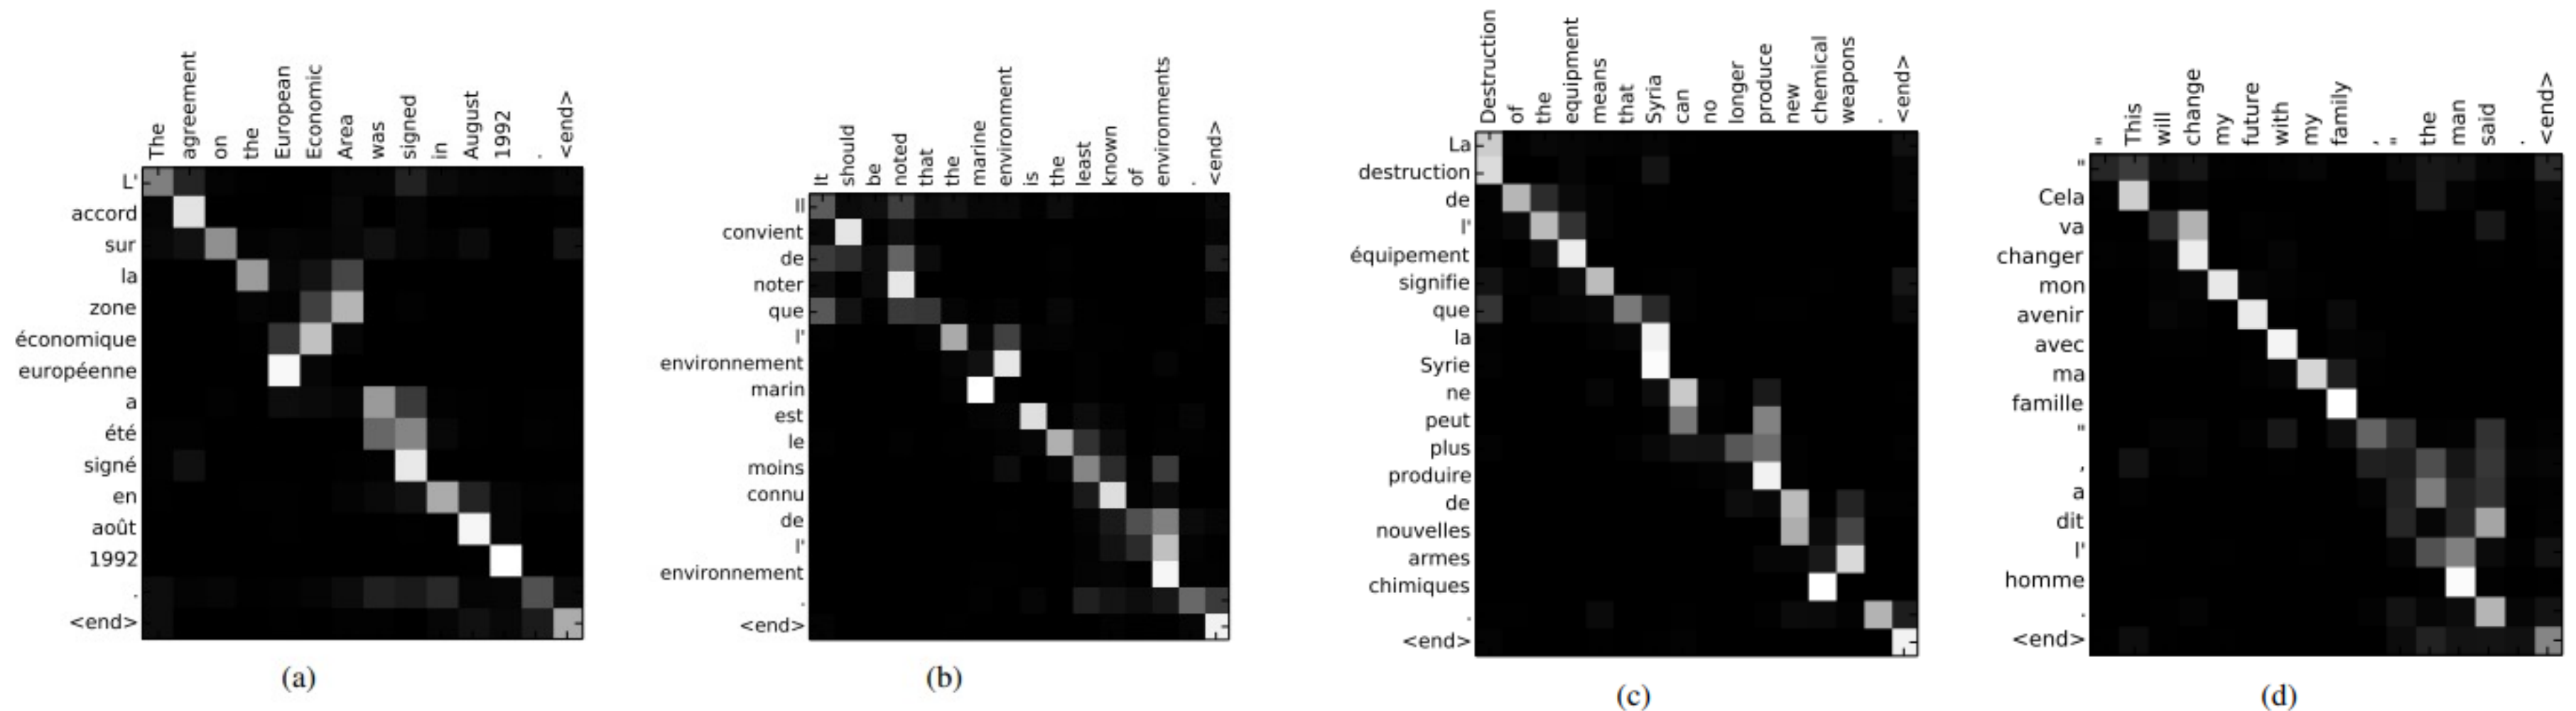 The agreement on the European Economic Area was signed in August 1992 . <end>
L'
accord
sur
la
zone
économique
européenne
a
été
signé
en
août
1992
.
<end>
(a)
It should be noted that the marine environment is the least known of environments . <end>
Il
convient
de
noter
que
l'
environnement
marin
est
le
moins
connu
de
l'
environnement
.
<end>
(b)
Destruction of the equipment means that Syria can no longer produce new chemical weapons . <end>
La
destruction
de
l'
équipement
signifie
que
la
Syrie
ne
peut
plus
produire
de
nouvelles
armes
chimiques
.
<end>
(c)
" This will change my future with my family , " the man said . <end>
"
Cela
va
changer
mon
avenir
avec
ma
famille
"
,
a
dit
l'
homme
.
<end>
(d)